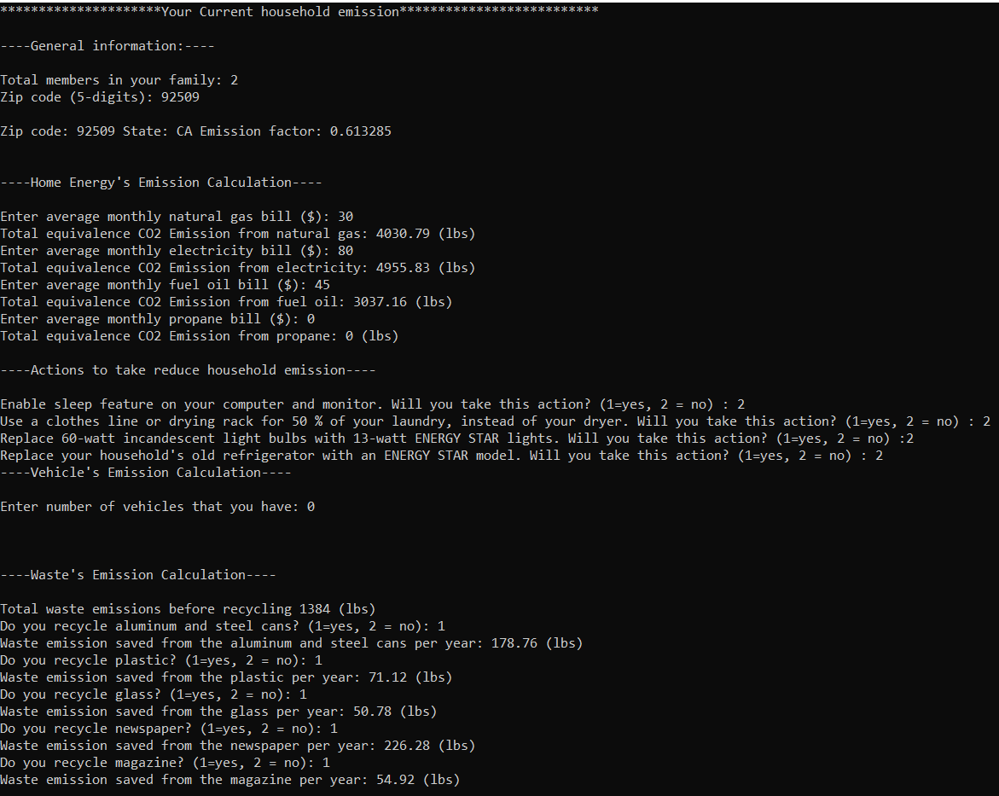 *********************Your Current household emission**************************
----General information:----
Total members in your family: 2
Zip code (5-digits): 92509
Zip code: 92509 State: CA Emission factor: 0.613285
----Home Energy's Emission Calculation----
Enter average monthly natural gas bill ($): 30
Total equivalence CO2 Emission from natural gas: 4030.79 (lbs)
Enter average monthly electricity bill ($): 80
Total equivalence CO2 Emission from electricity: 4955.83 (lbs)
Enter average monthly fuel oil bill ($): 45
Total equivalence CO2 Emission from fuel oil: 3037.16 (lbs)
Enter average monthly propane bill ($): 0
Total equivalence CO2 Emission from propane: 0 (lbs)
----Actions to take reduce household emission----
Enable sleep feature on your computer and monitor. Will you take this action? (1=yes, 2 = no) : 2
Use a clothes line or drying rack for 50 % of your laundry, instead of your dryer. Will you take this action? (1=yes, 2 = no) : 2
Replace 60-watt incandescent light bulbs with 13-watt ENERGY STAR lights. Will you take this action? (1=yes, 2 = no) :2
Replace your household's old refrigerator with an ENERGY STAR model. Will you take this action? (1=yes, 2 = no) : 2
----Vehicle's Emission Calculation----
Enter number of vehicles that you have: 0
----Waste's Emission Calculation----
Total waste emissions before recycling 1384 (lbs)
Do you recycle aluminum and steel cans? (1=yes, 2 = no): 1
Waste emission saved from the aluminum and steel cans per year: 178.76 (lbs)
Do you recycle plastic? (1=yes, 2 = no): 1
Waste emission saved from the plastic per year: 71.12 (lbs)
Do you recycle glass? (1=yes, 2 = no): 1
Waste emission saved from the glass per year: 50.78 (lbs)
Do you recycle newspaper? (1=yes, 2 = no): 1
Waste emission saved from the newspaper per year: 226.28 (lbs)
Do you recycle magazine? (1=yes, 2 = no): 1
Waste emission saved from the magazine per year: 54.92 (lbs)